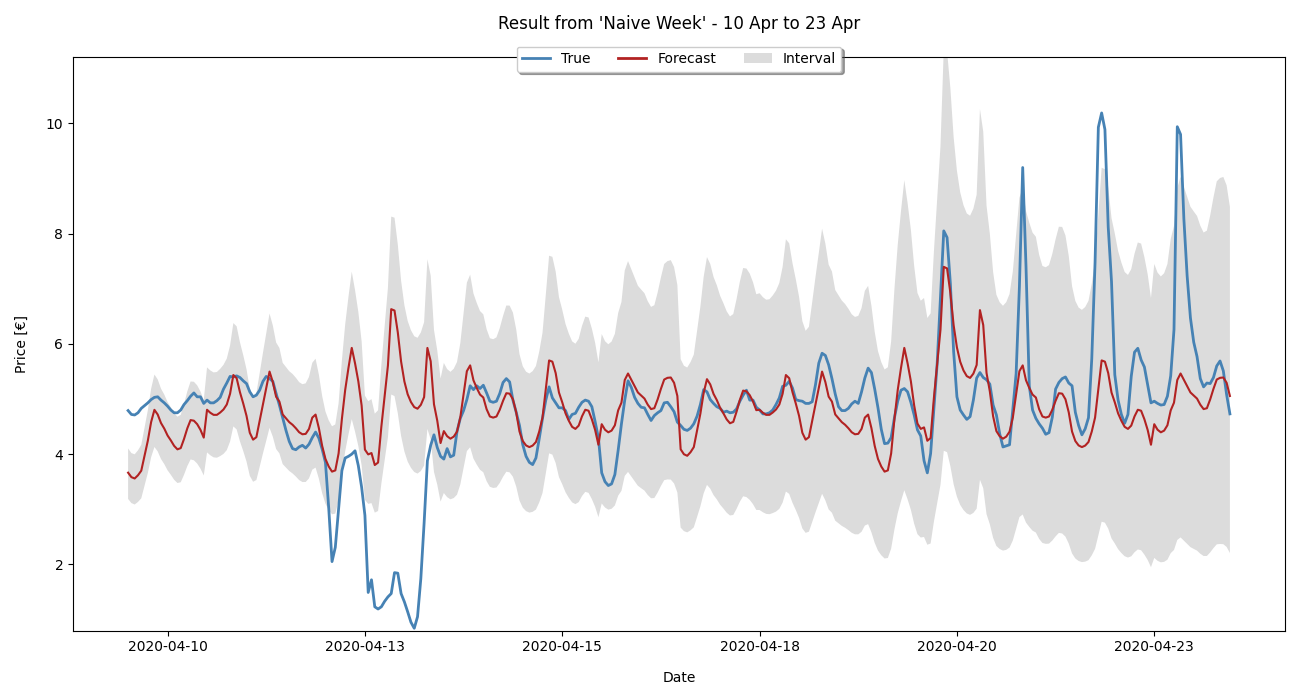 Result from 'Naive Week' - 10 Apr to 23 Apr
True Forecast Interval
10
8
6
4
2
Price [€]
2020-04-10 2020-04-13 2020-04-15 2020-04-18 2020-04-20 2020-04-23
Date